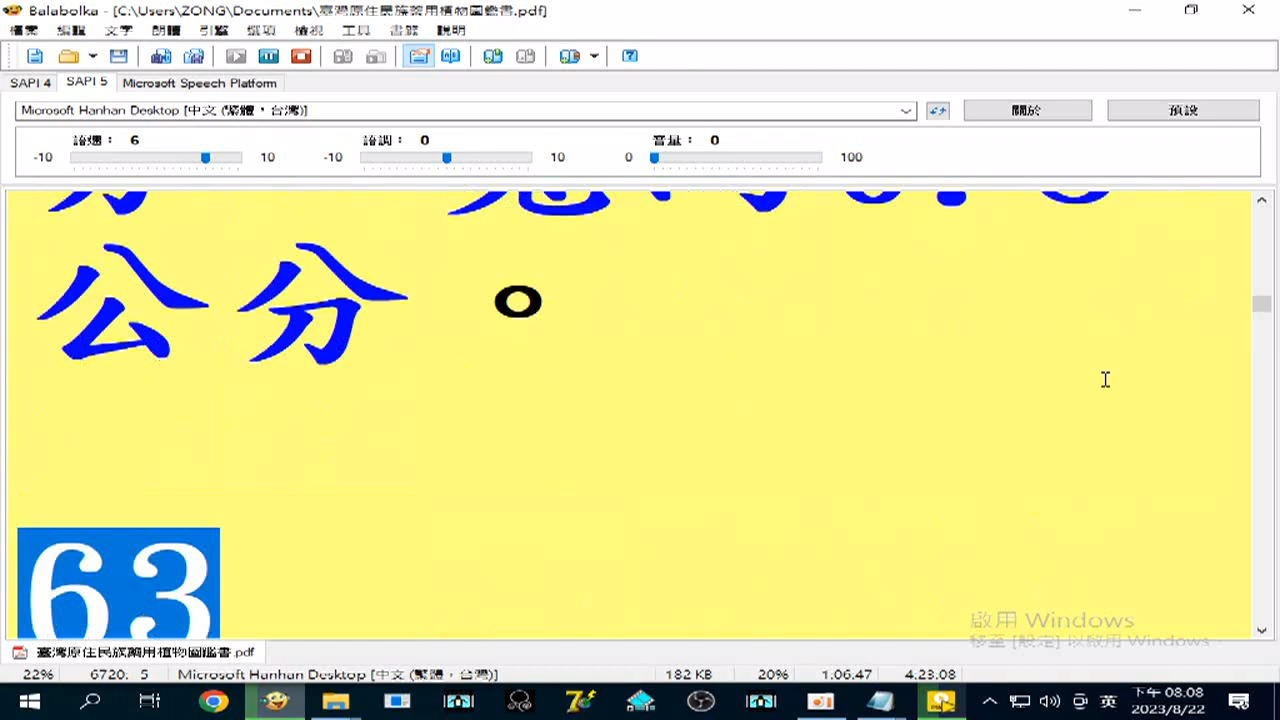 Balabolka - [C:\Users\ZONG\Documents\臺灣原住民族藥用植物圖鑑書.pdf]
檔案 編輯 文字 朗讀 引擎 選項 檢視 工具 書籤 說明
SAPI 4 SAPI 5 Microsoft Speech Platform
Microsoft Hanhan Desktop [中文 (繁體，台灣)] 關於 預設
語速： 6 語調： 0 音量： 0
-10 10 -10 10 0 100
公分。
63
啟用 Windows
移至 [設定] 以啟用 Windows。
臺灣原住民族藥用植物圖鑑書.pdf
22% 6720. 5 Microsoft Hanhan Desktop [中文 (繁體，台灣)] 182 KB 20% 1.06.47 4.23.08
英 下午 08.08
2023/8/22